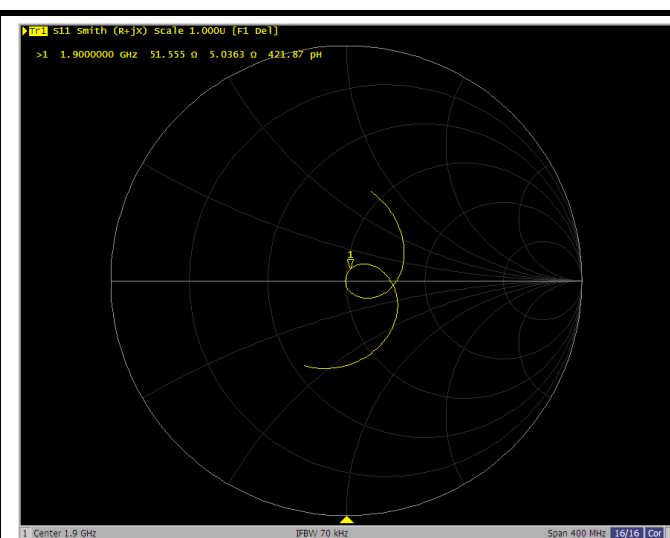 Tr1 S11 Smith (R+jX) Scale 1.000U [F1 Del]
>1 1.9000000 GHz 51.555 Ω 5.0363 Ω 421.87 pH
1
1 Center 1.9 GHz IFBW 70 kHz Span 400 MHz 16/16 Cor